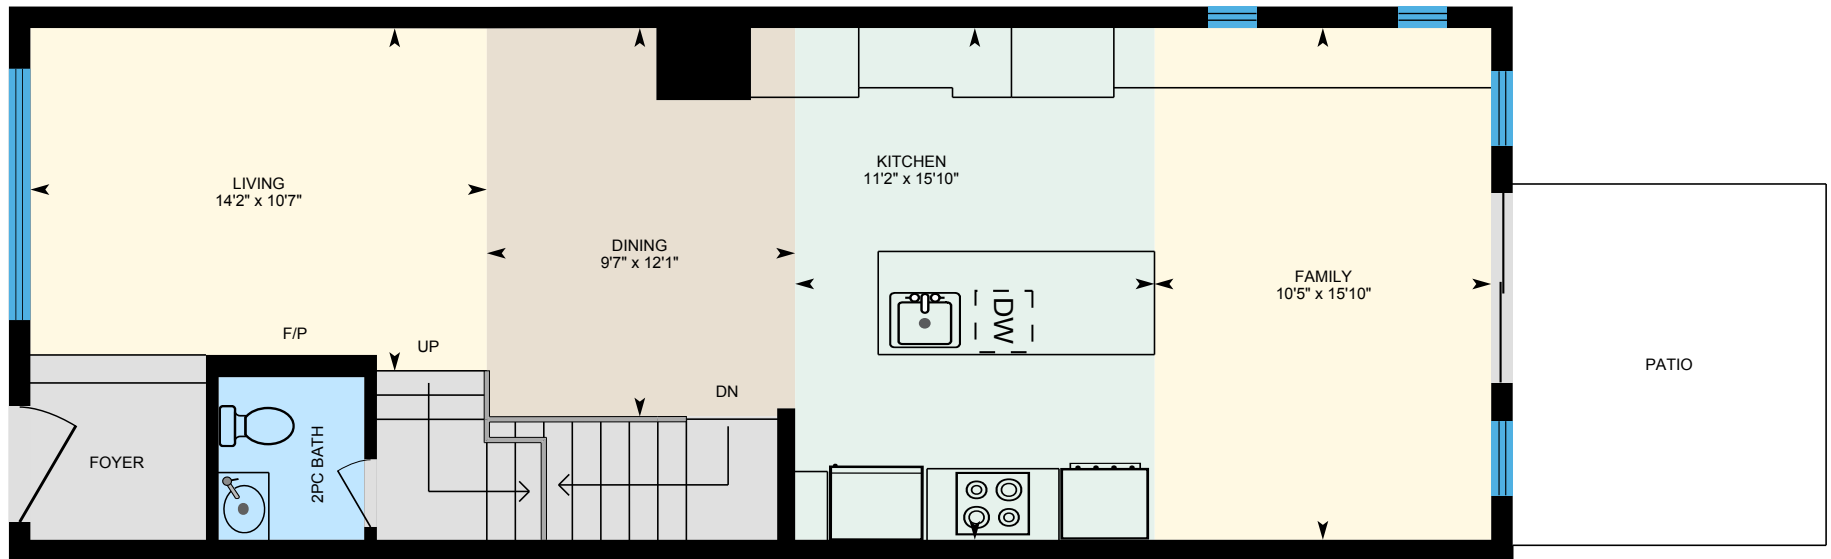 LIVING
14'2" x 10'7"
DINING
9'7" x 12'1"
KITCHEN
11'2" x 15'10"
FAMILY
10'5" x 15'10"
DW
F/P
UP
DN
FOYER
2PC BATH
PATIO